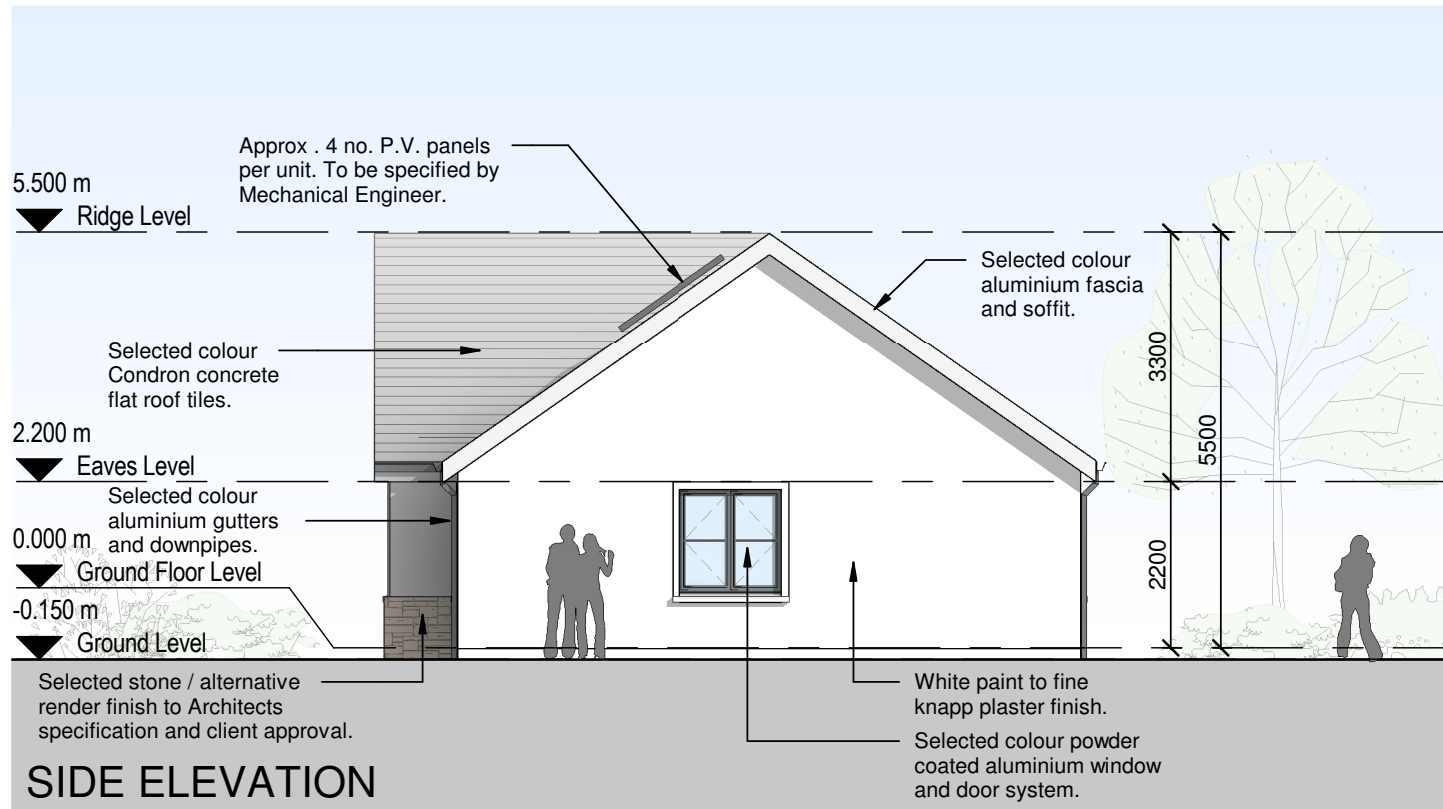 Approx . 4 no. P.V. panels
per unit. To be specified by
Mechanical Engineer.
5.500 m
Ridge Level
Selected colour
aluminium fascia
and soffit.
3300
5500
2200
Selected colour
Condron concrete
flat roof tiles.
2.200 m
Eaves Level
Selected colour
aluminium gutters
and downpipes.
0.000 m
Ground Floor Level
-0.150 m
Ground Level
Selected stone / alternative
render finish to Architects
specification and client approval.
White paint to fine
knapp plaster finish.
Selected colour powder
coated aluminium window
and door system.
SIDE ELEVATION